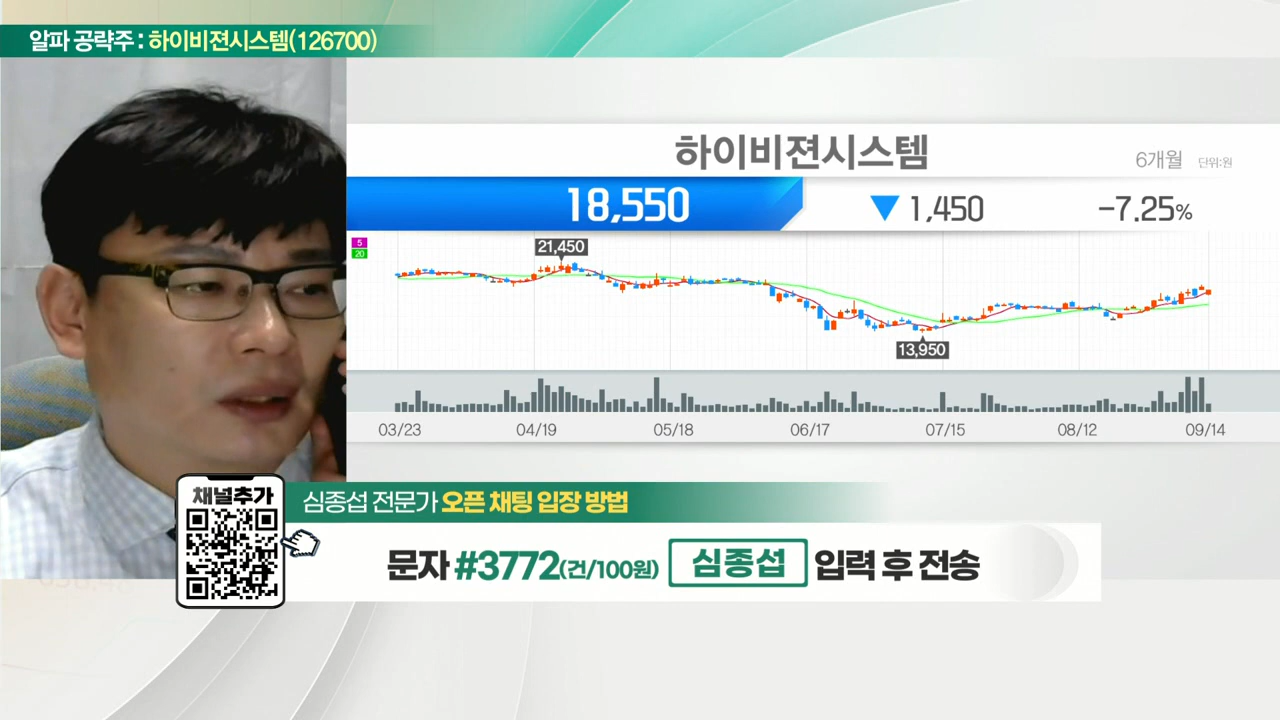 알파 공략주 : 하이비젼시스템(126700)
하이비젼시스템
6개월 단위:원
18,550 ▼ 1,450 -7.25%
5
20
21,450
13,950
03/23 04/19 05/18 06/17 07/15 08/12 09/14
채널추가
심종섭 전문가 오픈 채팅 입장 방법
문자 #3772(건/100원) 심종섭 입력 후 전송